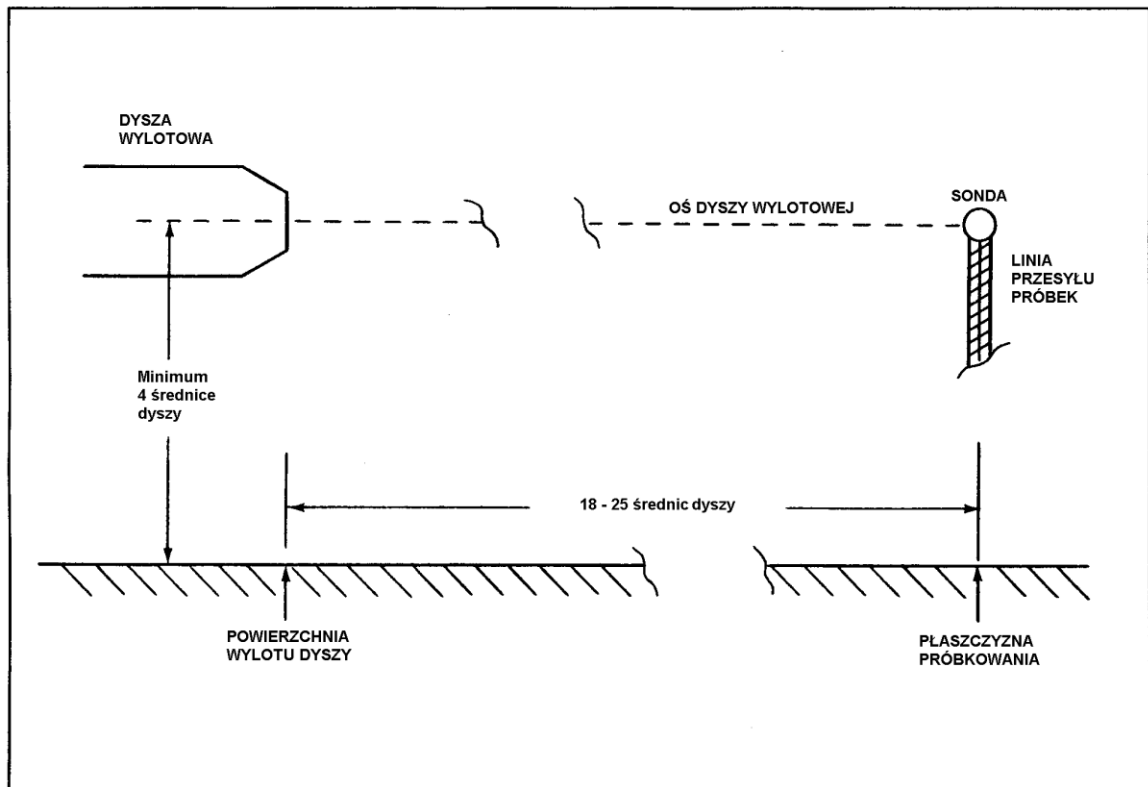 DYSZA
WYLOTOWA
OŚ DYSZY WYLOTOWEJ
SONDA
LINIA
PRZESYŁU
PRÓBEK
Minimum
4 średnice
dyszy
18 - 25 średnic dyszy
POWIERZCHNIA
WYLOTU DYSZY
PŁASZCZYZNA
PRÓBKOWANIA